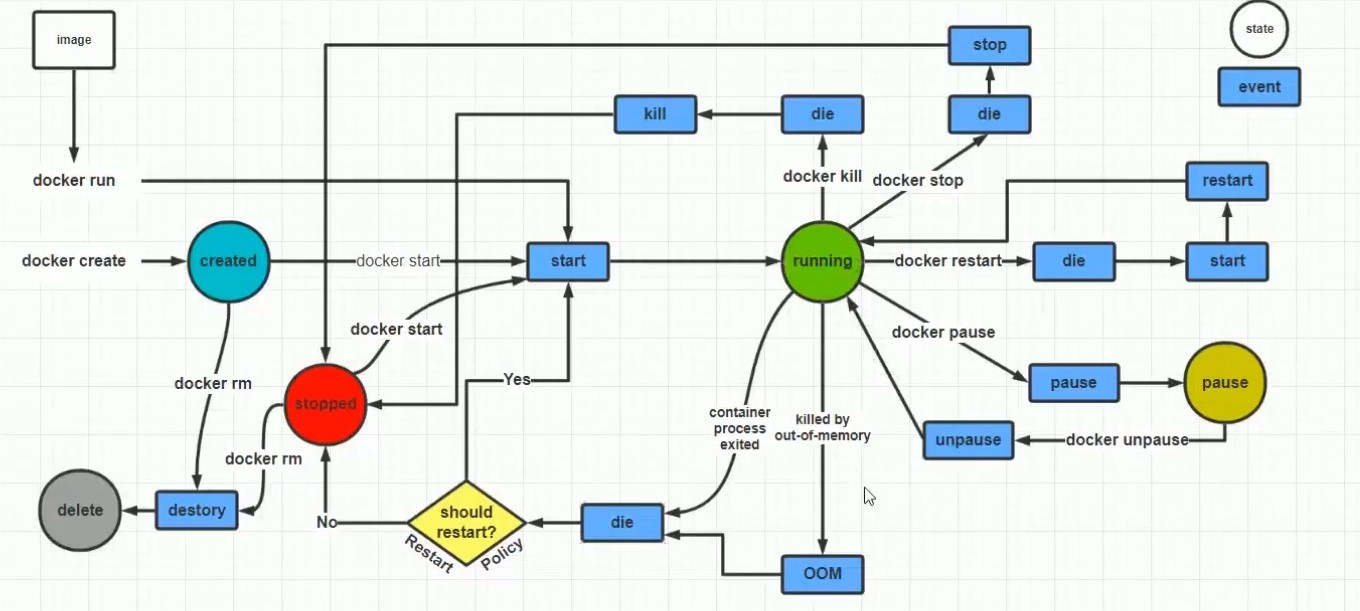 image
stop
state
event
kill
die
die
docker run
docker kill
docker stop
restart
docker create
created
docker start
start
running
docker restart
die
start
docker start
docker pause
docker rm
stopped
Yes
pause
pause
container
process
exited
killed by
out-of-memory
unpause
docker unpause
docker rm
delete
destory
No
should
restart?
Restart
Policy
die
OOM